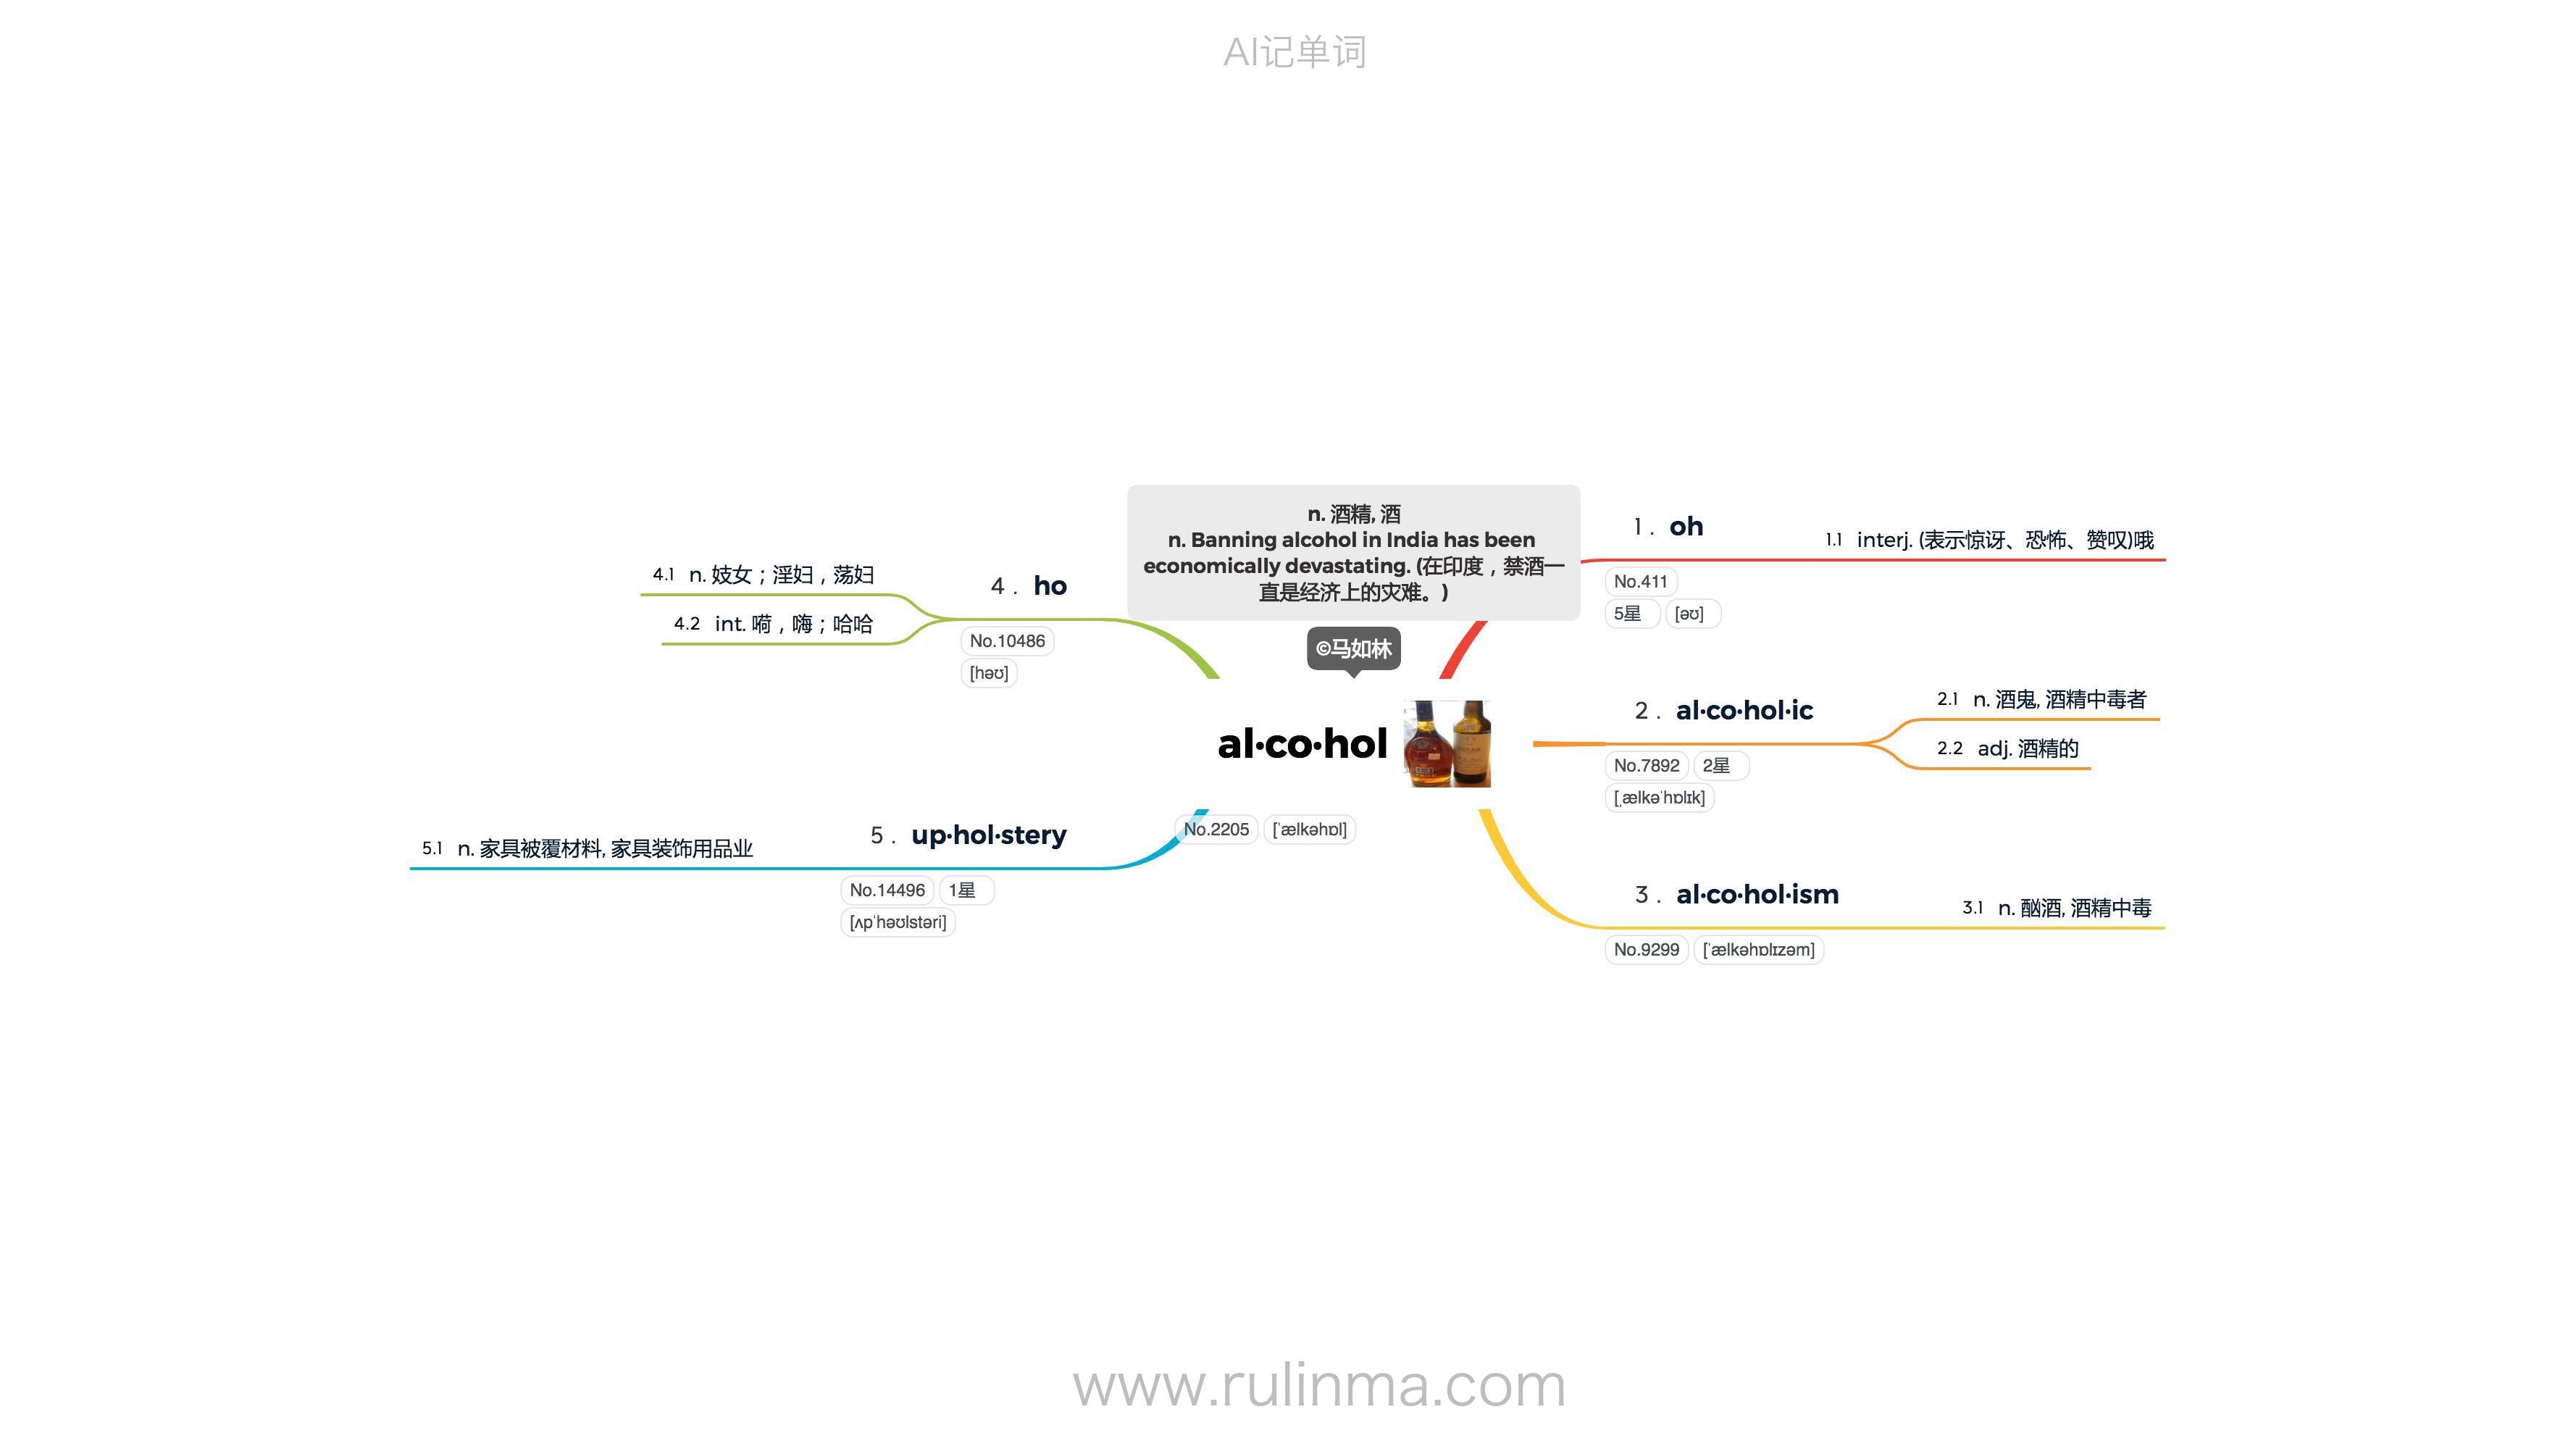 AI记单词
n. 酒精, 酒
n. Banning alcohol in India has been
economically devastating. (在印度，禁酒一
直是经济上的灾难。)
©马如林
al·co·hol
No.2205 [ˈælkəhɒl]
1. oh
No.411
5星 [əʊ]
1.1 interj. (表示惊讶、恐怖、赞叹)哦
2. al·co·hol·ic
No.7892 2星
[ˌælkəˈhɒlɪk]
2.1 n. 酒鬼, 酒精中毒者
2.2 adj. 酒精的
3. al·co·hol·ism
No.9299 [ˈælkəhɒlɪzəm]
3.1 n. 酗酒, 酒精中毒
4. ho
No.10486
[həʊ]
4.1 n. 妓女；淫妇，荡妇
4.2 int. 嗬，嗨；哈哈
5. up·hol·stery
No.14496 1星
[ʌpˈhəʊlstəri]
5.1 n. 家具被覆材料, 家具装饰用品业
www.rulinma.com